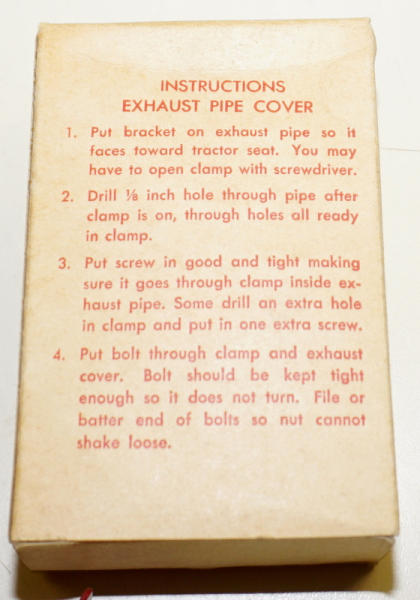 INSTRUCTIONS
EXHAUST PIPE COVER
1. Put bracket on exhaust pipe so it
faces toward tractor seat. You may
have to open clamp with screwdriver.
2. Drill ⅛ inch hole through pipe after
clamp is on, through holes all ready
in clamp.
3. Put screw in good and tight making
sure it goes through clamp inside ex-
haust pipe. Some drill an extra hole
in clamp and put in one extra screw.
4. Put bolt through clamp and exhaust
cover. Bolt should be kept tight
enough so it does not turn. File or
batter end of bolts so nut cannot
shake loose.